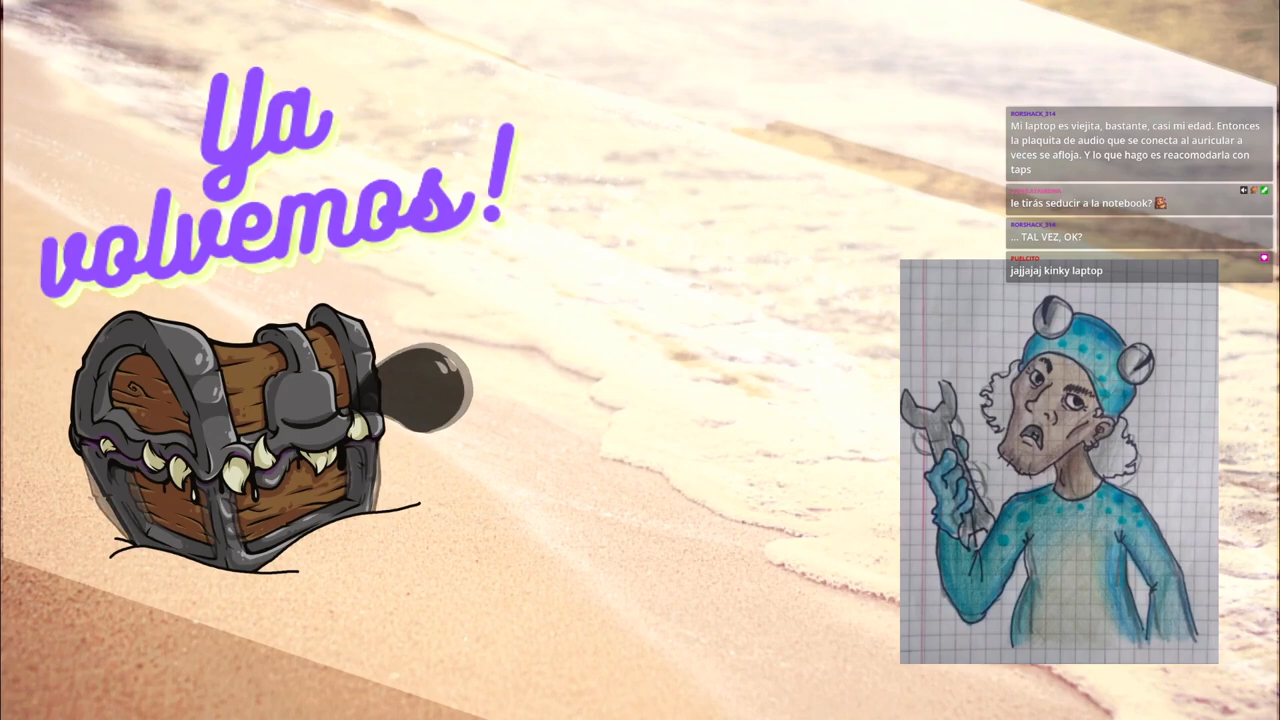 Ya
volvemos!
RORSHACK_314
Mi laptop es viejita, bastante, casi mi edad. Entonces
la plaquita de audio que se conecta al auricular a
veces se afloja. Y lo que hago es reacomodarla con
taps
le tirás seducir a la notebook?
RORSHACK_314
... TAL VEZ, OK?
PUELCITO
jajjajaj kinky laptop